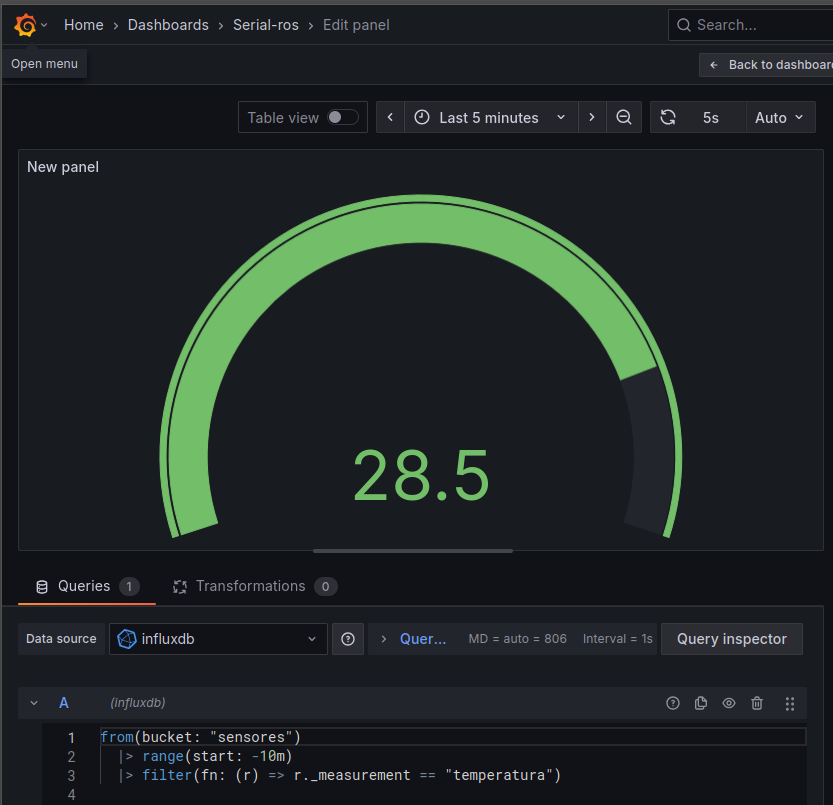 Home > Dashboards > Serial-ros > Edit panel
Search...
Open menu
Back to dashboar
Table view
Last 5 minutes
5s
Auto
New panel
28.5
Queries 1
Transformations 0
Data source
influxdb
Quer...
MD = auto = 806
Interval = 1s
Query inspector
A
(influxdb)
1 from(bucket: "sensores")
2 |> range(start: -10m)
3 |> filter(fn: (r) => r._measurement == "temperatura")
4